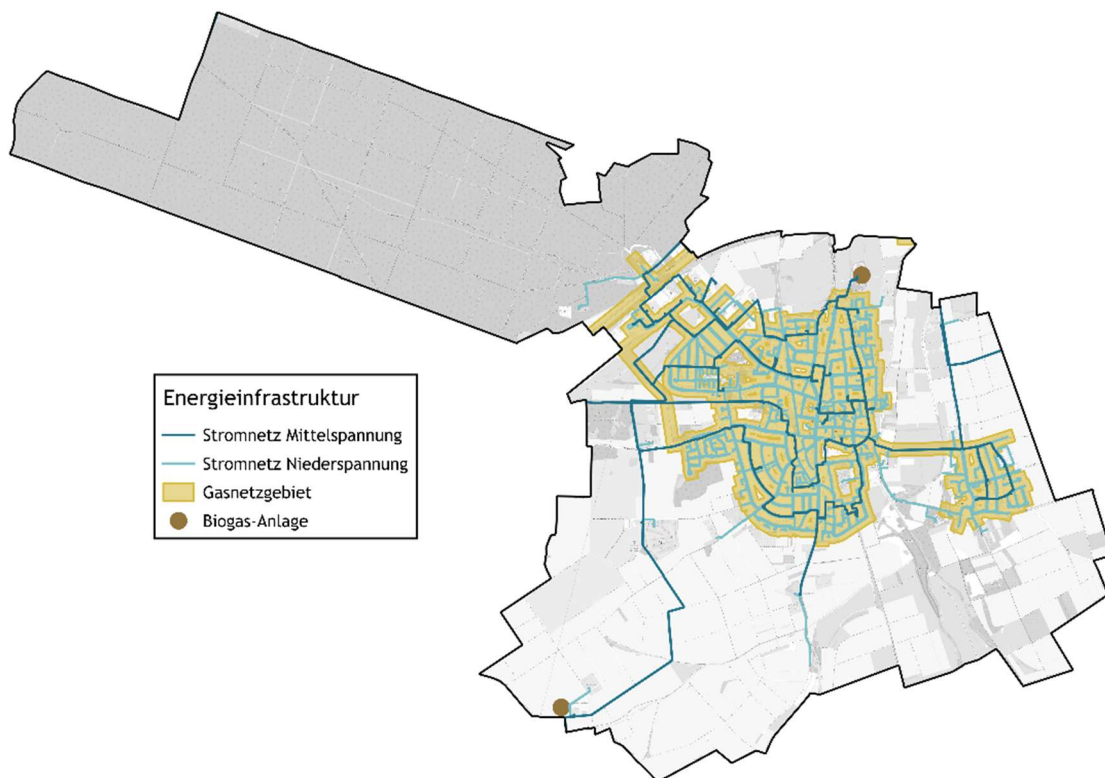 Energieinfrastruktur
Stromnetz Mittelspannung
Stromnetz Niederspannung
Gasnetzgebiet
Biogas-Anlage